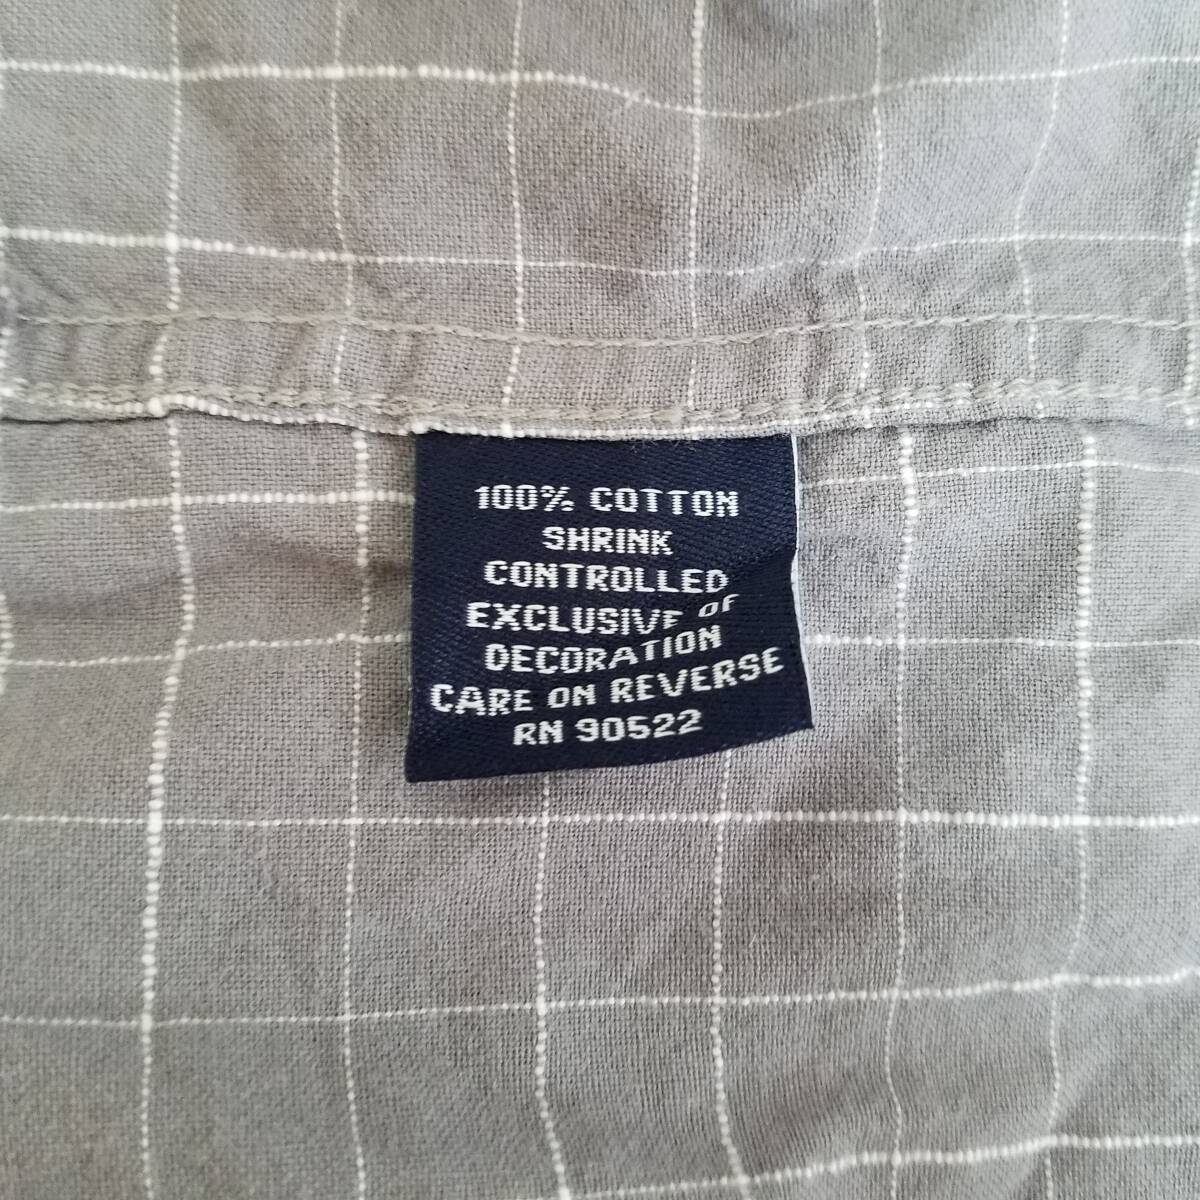 100% COTTON
SHRINK
CONTROLLED
EXCLUSIVE OF
DECORATION
CARE ON REVERSE
RN 90522